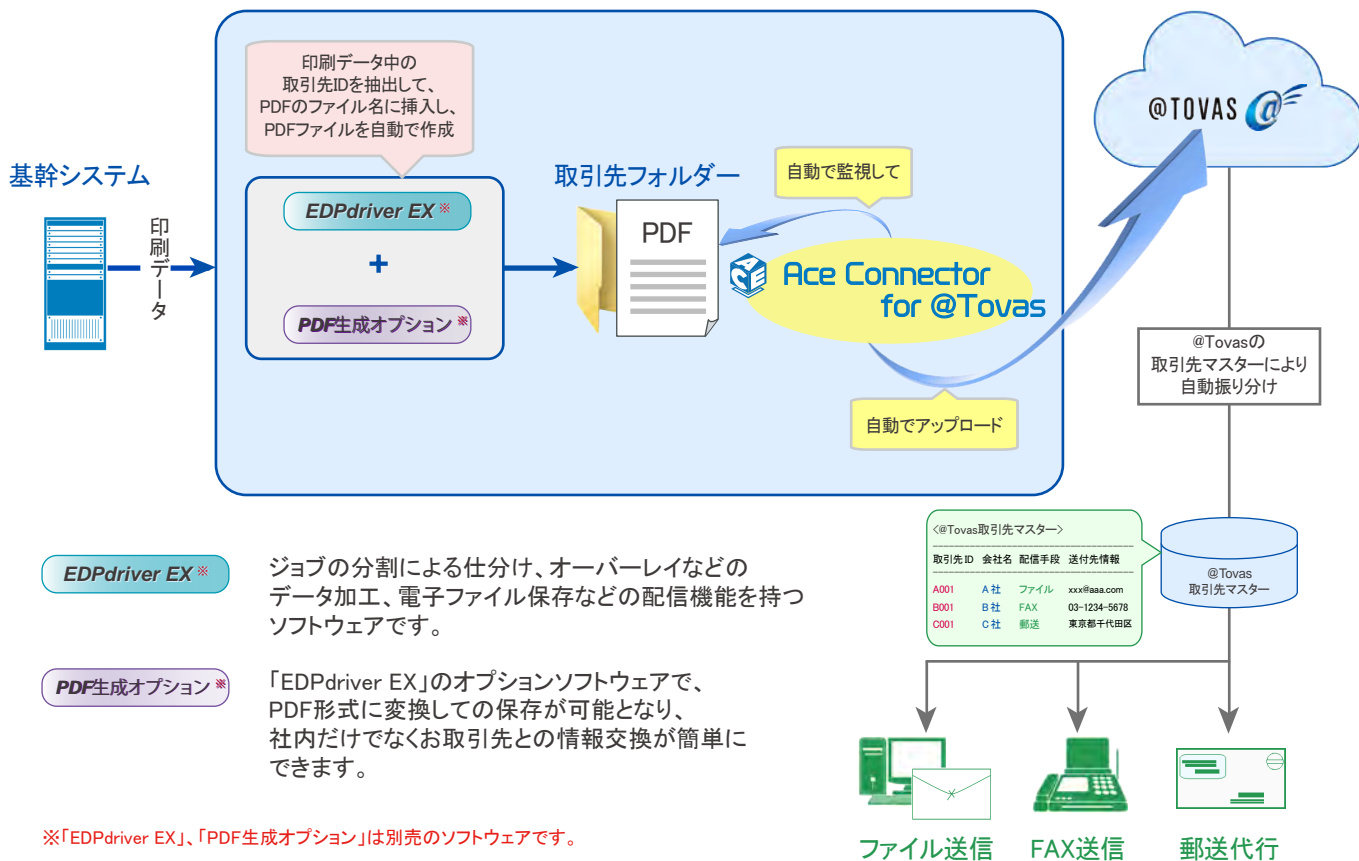 印刷データ中の
取引先IDを抽出して、
PDFのファイル名に挿入し、
PDFファイルを自動で作成
@TOVAS @
基幹システム
印刷データ
EDPdriver EX ※
+
PDF生成オプション ※
取引先フォルダー
PDF
自動で監視して
ACE
Ace Connector
for @Tovas
自動でアップロード
@Tovasの
取引先マスターにより
自動振り分け
<@Tovas取引先マスター>
取引先ID 会社名 配信手段 送付先情報
A001 A社 ファイル xxx@aaa.com
B001 B社 FAX 03-1234-5678
C001 C社 郵送 東京都千代田区
@Tovas
取引先マスター
EDPdriver EX ※
ジョブの分割による仕分け、オーバーレイなどの
データ加工、電子ファイル保存などの配信機能を持つ
ソフトウェアです。
PDF生成オプション ※
「EDPdriver EX」のオプションソフトウェアで、
PDF形式に変換しての保存が可能となり、
社内だけでなくお取引先との情報交換が簡単に
できます。
ファイル送信
FAX送信
郵送代行
※「EDPdriver EX」、「PDF生成オプション」は別売のソフトウェアです。